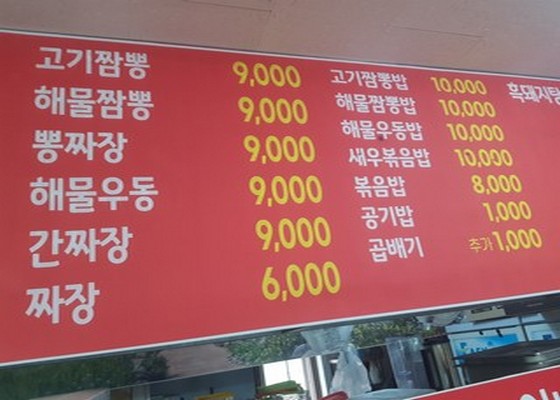 고기짬뽕 9,000
해물짬뽕 9,000
뽕짜장 9,000
해물우동 9,000
간짜장 9,000
짜장 6,000
고기짬뽕밥 10,000
해물짬뽕밥 10,000
해물우동밥 10,000
새우볶음밥 10,000
볶음밥 8,000
공기밥 1,000
곱배기 추가 1,000
흑돼지탕